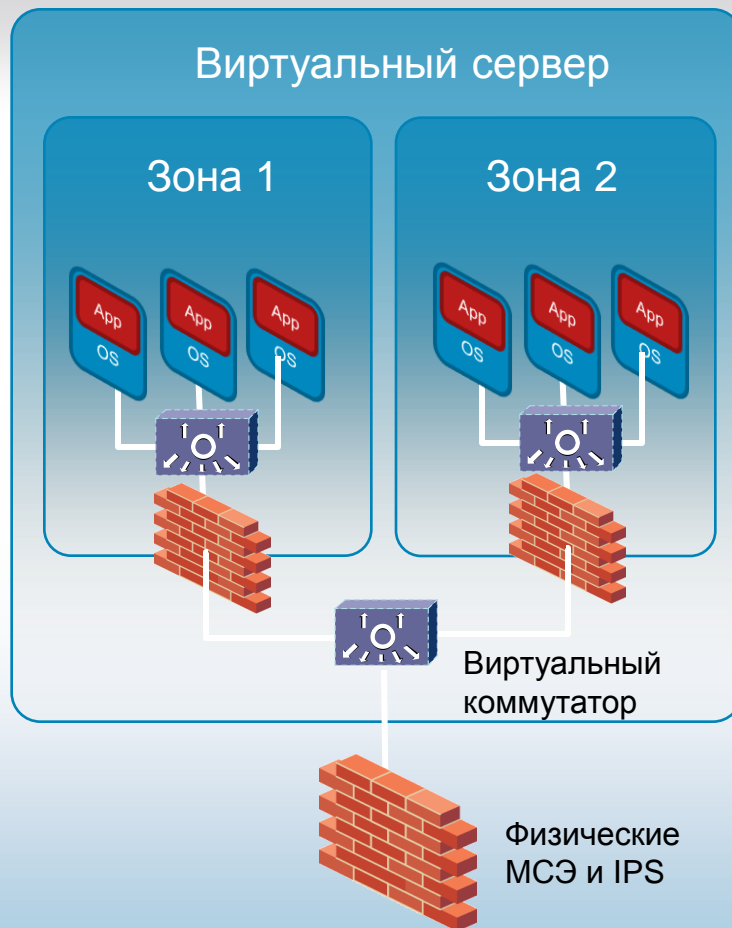 Виртуальный сервер
Зона 1
Зона 2
App
OS
App
OS
App
OS
App
OS
App
OS
App
OS
Виртуальный
коммутатор
Физические
МСЭ и IPS